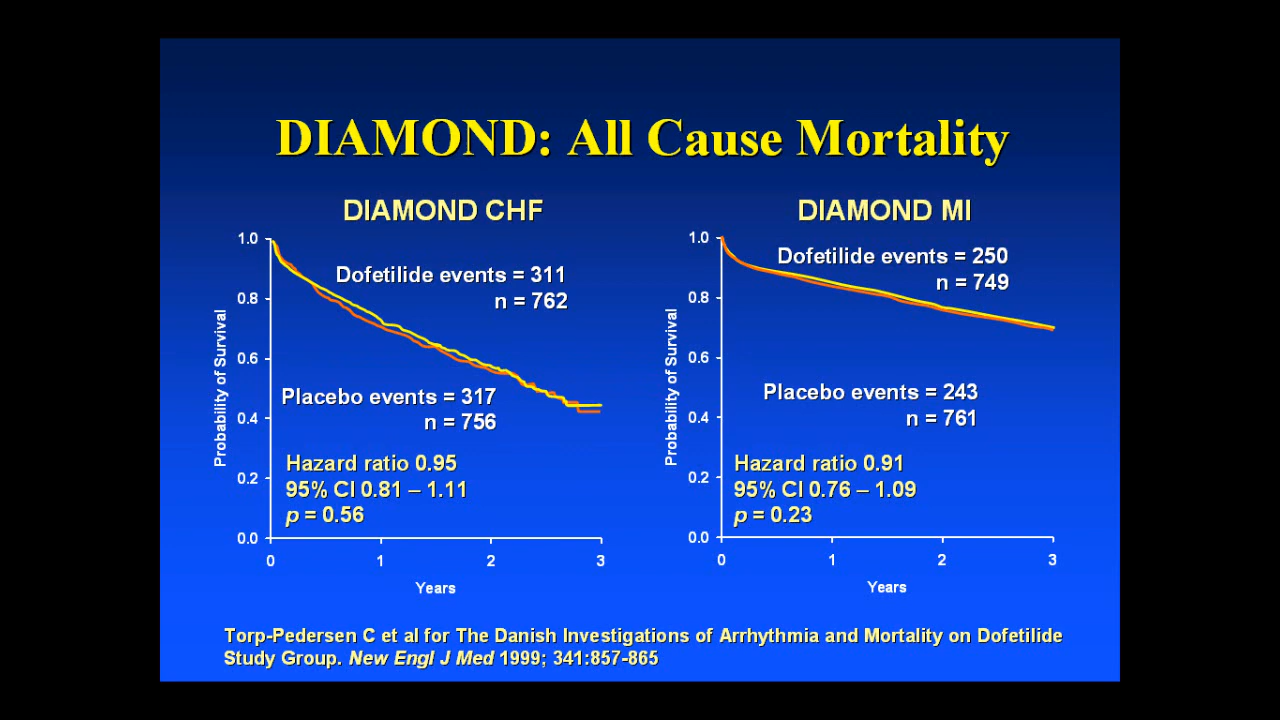 DIAMOND: All Cause Mortality
DIAMOND CHF
1.0
0.8
0.6
0.4
0.2
0.0
Probability of Survival
Dofetilide events = 311
n = 762
Placebo events = 317
n = 756
Hazard ratio 0.95
95% CI 0.81 – 1.11
p = 0.56
0 1 2 3
Years
DIAMOND MI
1.0
0.8
0.6
0.4
0.2
0.0
Probability of Survival
Dofetilide events = 250
n = 749
Placebo events = 243
n = 761
Hazard ratio 0.91
95% CI 0.76 – 1.09
p = 0.23
0 1 2 3
Years
Torp-Pedersen C et al for The Danish Investigations of Arrhythmia and Mortality on Dofetilide
Study Group. New Engl J Med 1999; 341:857-865